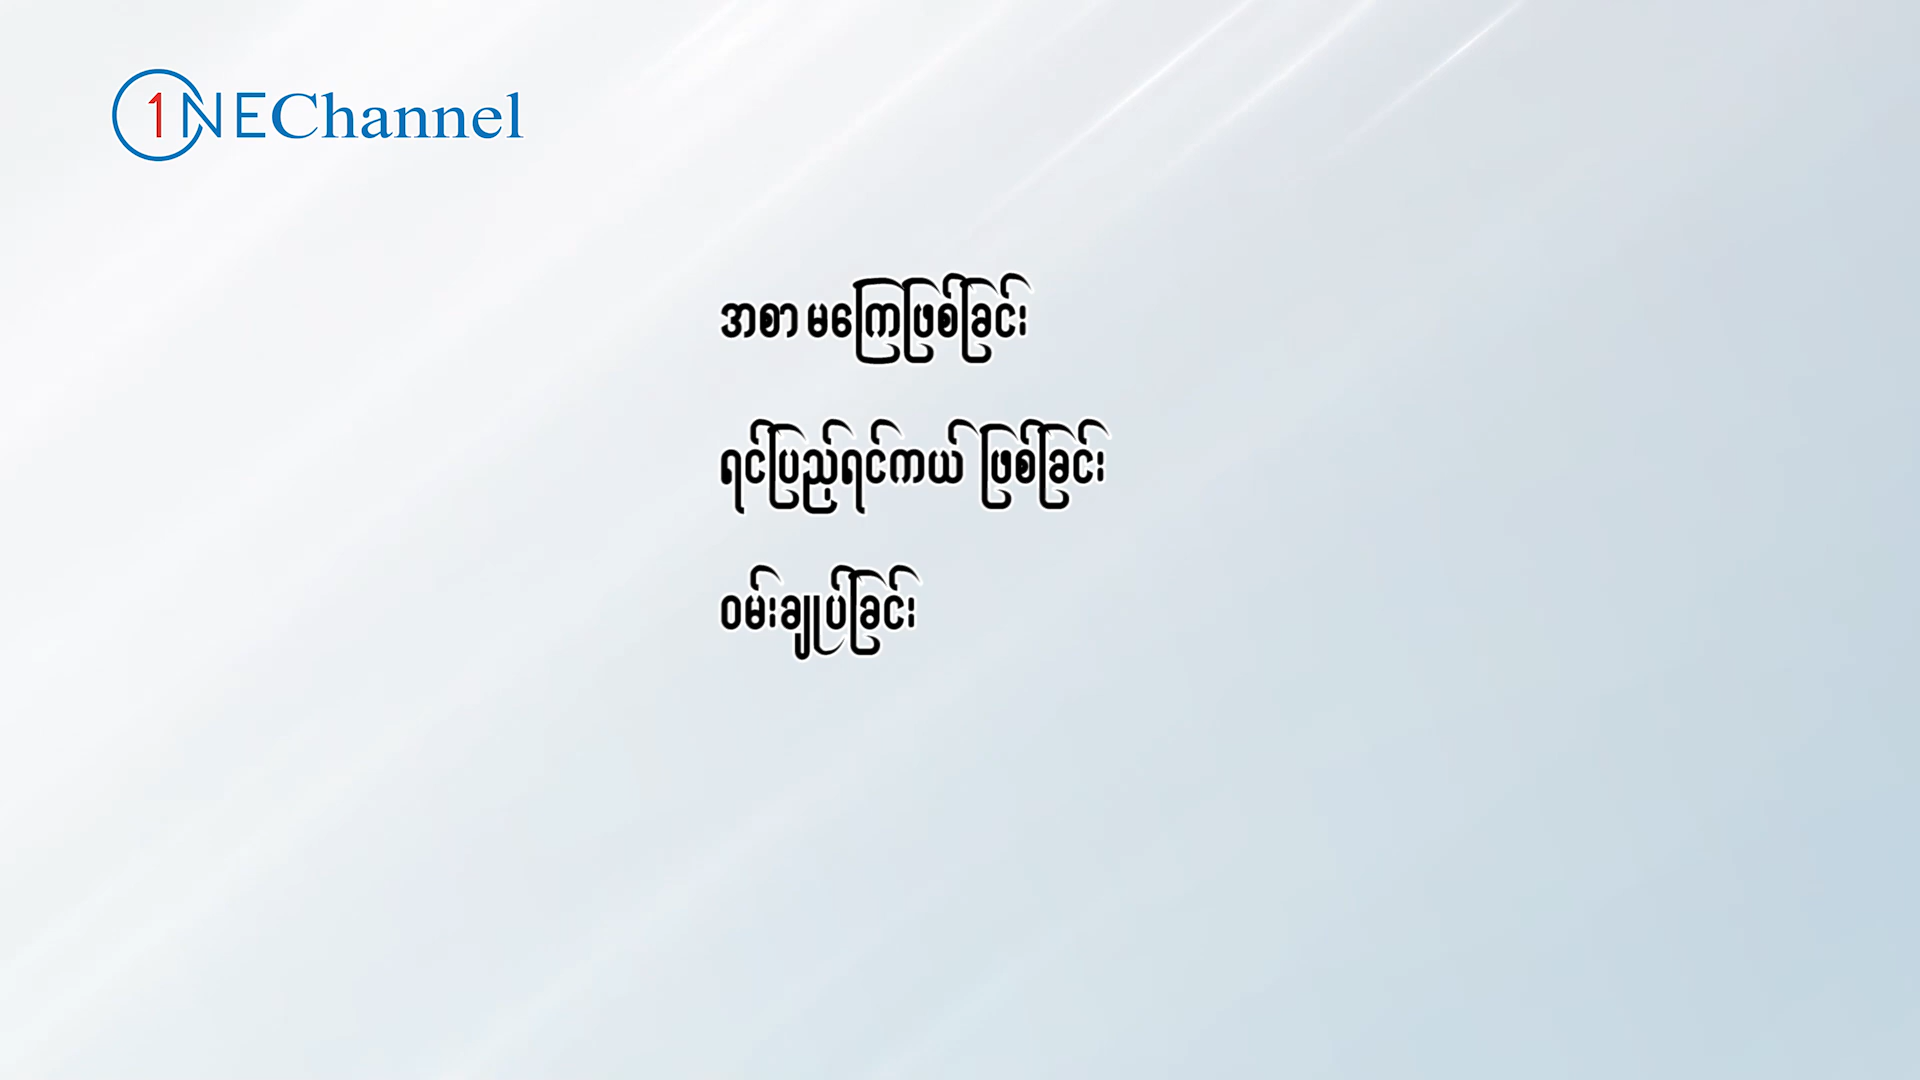 1NEChannel
အစာ မကြေဖြစ်ခြင်း
ရင်ပြည့်ရင်ကယ် ဖြစ်ခြင်း
ဝမ်းချုပ်ခြင်း